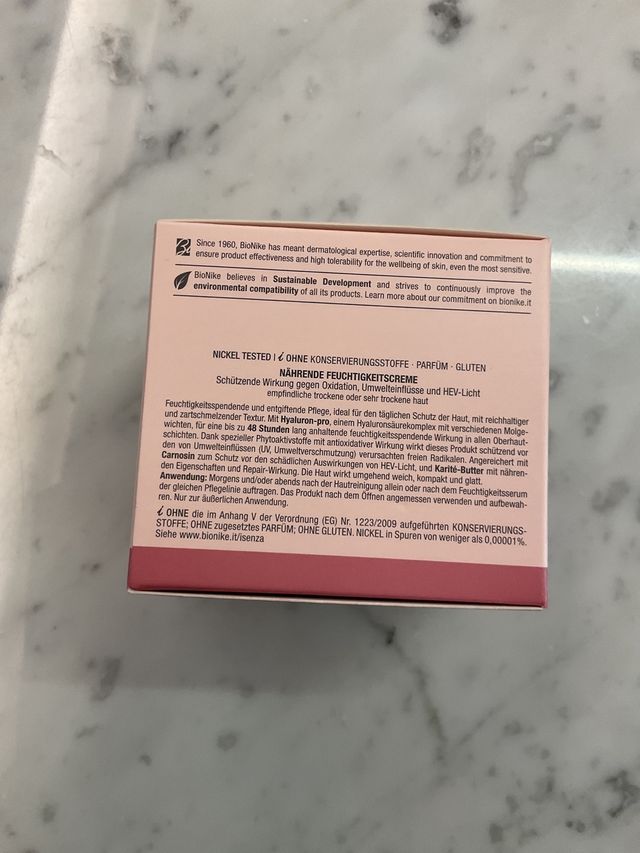 Since 1960, BioNike has meant dermatological expertise, scientific innovation and commitment to
ensure product effectiveness and high tolerability for the wellbeing of skin, even the most sensitive.
BioNike believes in Sustainable Development and strives to continuously improve the
environmental compatibility of all its products. Learn more about our commitment on bionike.it
NICKEL TESTED | i OHNE KONSERVIERUNGSSTOFFE · PARFÜM · GLUTEN
NÄHRENDE FEUCHTIGKEITSCREME
Schützende Wirkung gegen Oxidation, Umwelteinflüsse und HEV-Licht
empfindliche trockene oder sehr trockene haut
Feuchtigkeitsspendende und entgiftende Pflege, ideal für den täglichen Schutz der Haut, mit reichhaltiger
und zartschmelzender Textur. Mit Hyaluron-pro, einem Hyaluronsäurekomplex mit verschiedenen Molge-
wichten, für eine bis zu 48 Stunden lang anhaltende feuchtigkeitsspendende Wirkung in allen Oberhaut-
schichten. Dank spezieller Phytoaktivstoffe mit antioxidativer Wirkung wirkt dieses Produkt schützend vor
den von Umwelteinflüssen (UV, Umweltverschmutzung) verursachten freien Radikalen. Angereichert mit
Carnosin zum Schutz vor den schädlichen Auswirkungen von HEV-Licht, und Karité-Butter mit nähren-
den Eigenschaften und Repair-Wirkung. Die Haut wirkt umgehend weich, kompakt und glatt.
Anwendung: Morgens und/oder abends nach der Hautreinigung allein oder nach dem Feuchtigkeitsserum
der gleichen Pflegelinie auftragen. Das Produkt nach dem Öffnen angemessen verwenden und aufbewah-
ren. Nur zur äußerlichen Anwendung.
i OHNE die im Anhang V der Verordnung (EG) Nr. 1223/2009 aufgeführten KONSERVIERUNGS-
STOFFE; OHNE zugesetztes PARFÜM; OHNE GLUTEN. NICKEL in Spuren von weniger als 0,00001%.
Siehe www.bionike.it/isenza